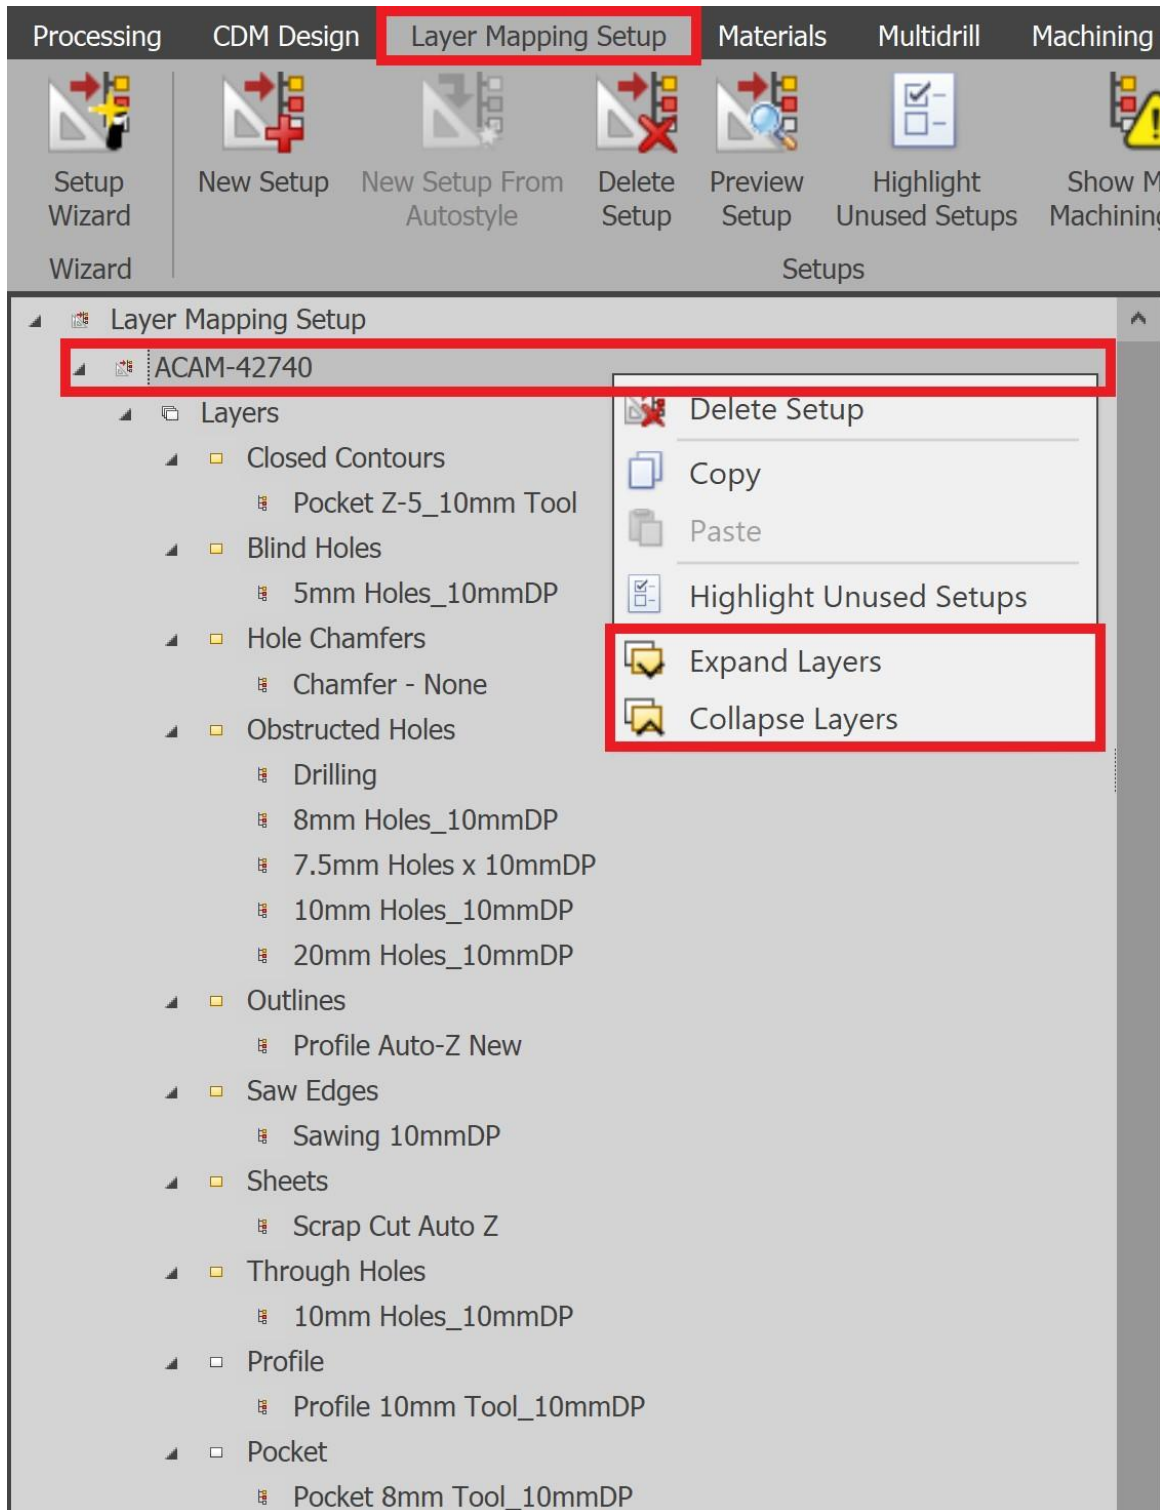 Processing CDM Design Layer Mapping Setup Materials Multidrill Machining
Setup Wizard
New Setup
New Setup From Autostyle
Delete Setup
Preview Setup
Highlight Unused Setups
Show M
Machining
Wizard
Setups
Layer Mapping Setup
ACAM-42740
Layers
Closed Contours
Pocket Z-5_10mm Tool
Blind Holes
5mm Holes_10mmDP
Hole Chamfers
Chamfer - None
Obstructed Holes
Drilling
8mm Holes_10mmDP
7.5mm Holes x 10mmDP
10mm Holes_10mmDP
20mm Holes_10mmDP
Outlines
Profile Auto-Z New
Saw Edges
Sawing 10mmDP
Sheets
Scrap Cut Auto Z
Through Holes
10mm Holes_10mmDP
Profile
Profile 10mm Tool_10mmDP
Pocket
Pocket 8mm Tool_10mmDP
Delete Setup
Copy
Paste
Highlight Unused Setups
Expand Layers
Collapse Layers